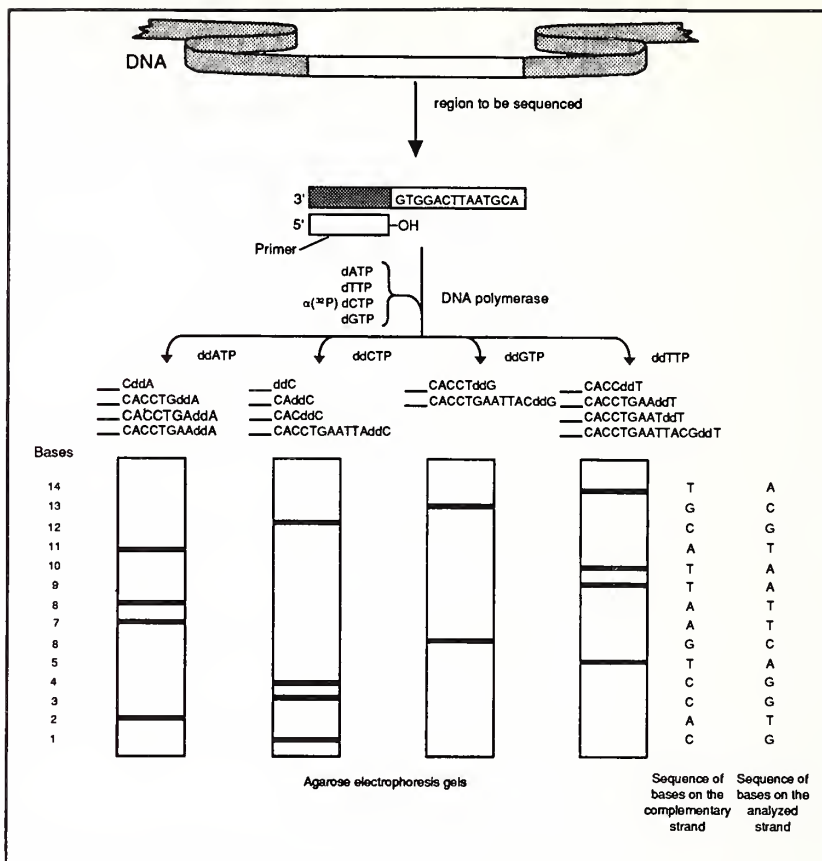 DNA
region to be sequenced
3' GTGGACTTAATGCA
5' -OH
Primer
dATP
dTTP
α(³²P) dCTP
dGTP
DNA polymerase
ddATP ddCTP ddGTP ddTTP
CddA ddC CACCTddG CACCddT
CACCTGddA CAddC CACCTGAATTACddG CACCTGAAddT
CACCTGAddA CACddC CACCTGAATddT
CACCTGAAddA CACCTGAATTAddC CACCTGAATTACGddT
Bases
14 T A
13 G C
12 C G
11 A T
10 T A
9 T A
8 A T
7 A T
8 G C
5 T A
4 C G
3 C G
2 A T
1 C G
Agarose electrophoresis gels
Sequence of Sequence of
bases on the bases on the
complementary analyzed
strand strand